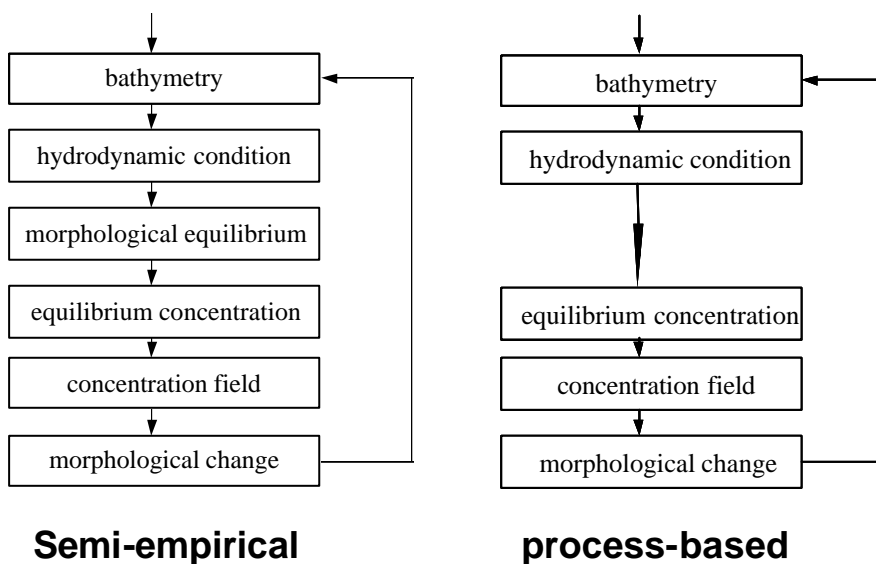 bathymetry
hydrodynamic condition
morphological equilibrium
equilibrium concentration
concentration field
morphological change
Semi-empirical
bathymetry
hydrodynamic condition
equilibrium concentration
concentration field
morphological change
process-based